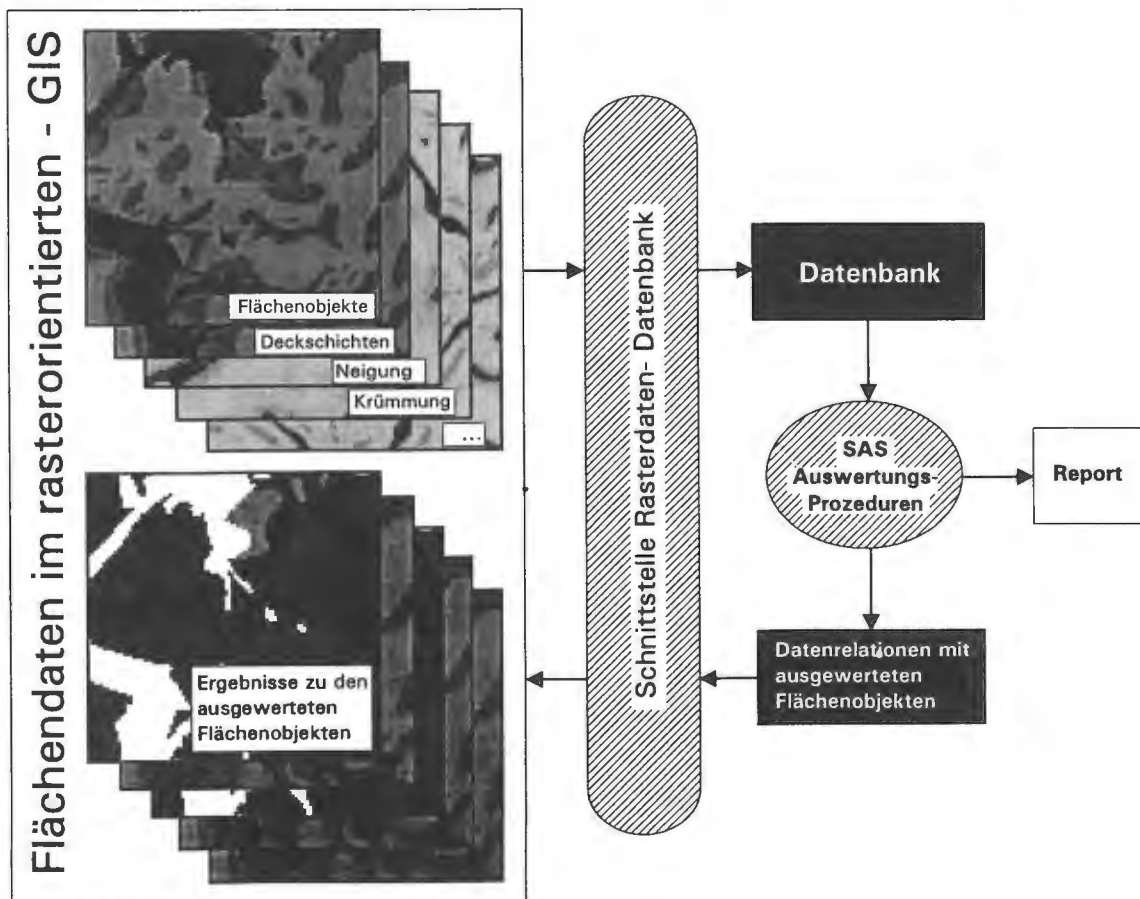 Flächendaten im rasterorientierten - GIS
Flächenobjekte
Deckschichten
Neigung
Krümmung
...
Ergebnisse zu den
ausgewerteten
Flächenobjekten
Schnittstelle Rasterdaten- Datenbank
Datenbank
SAS
Auswertungs-
Prozeduren
Report
Datenrelationen mit
ausgewerteten
Flächenobjekten